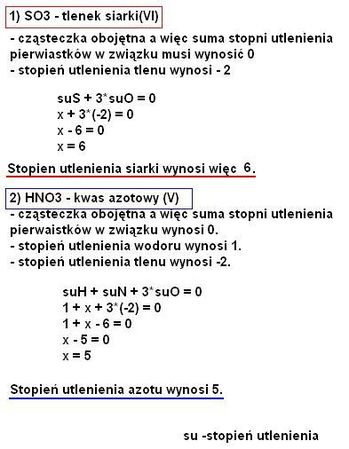 1) SO3 - tlenek siarki(VI)
- cząsteczka obojętna a więc suma stopni utlenienia
pierwiastków w związku musi wynosić 0
- stopień utlenienia tlenu wynosi - 2
suS + 3*suO = 0
x + 3*(-2) = 0
x - 6 = 0
x = 6
Stopien utlenienia siarki wynosi więc 6.
2) HNO3 - kwas azotowy (V)
- cząsteczka obojętna a więc suma stopni utlenienia
pierwaistków w związku wynosi 0.
- stopień utlenienia wodoru wynosi 1.
- stopień utlenienia tlenu wynosi -2.
suH + suN + 3*suO = 0
1 + x + 3*(-2) = 0
1 + x - 6 = 0
x - 5 = 0
x = 5
Stopień utlenienia azotu wynosi 5.
su -stopień utlenienia